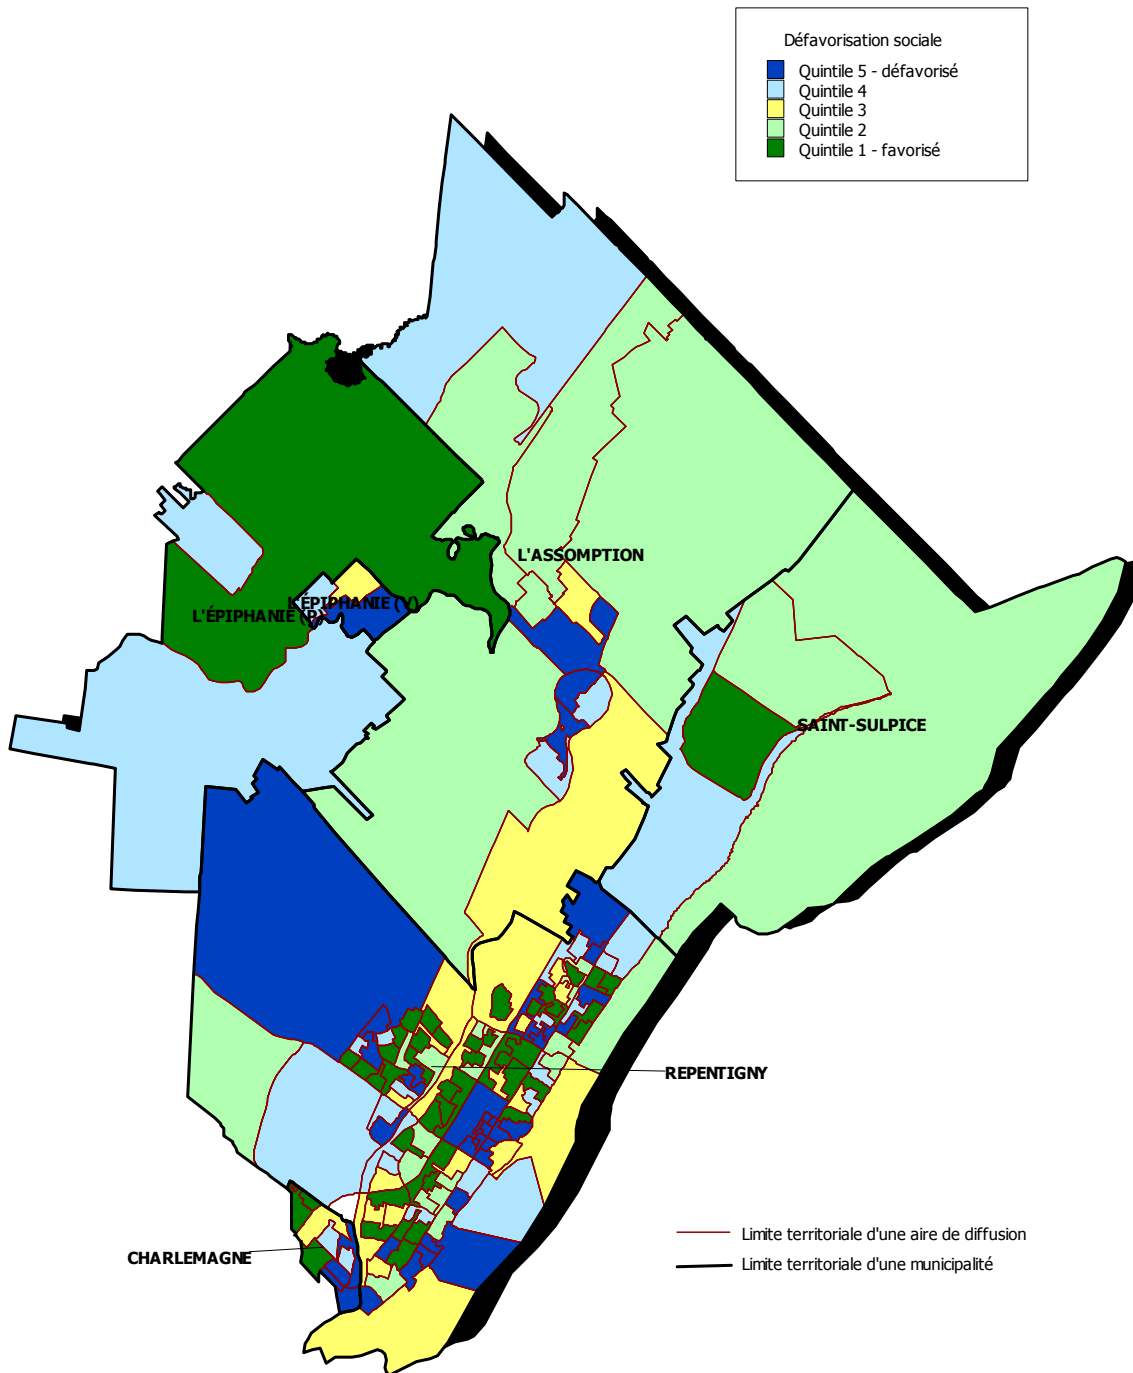 Défavorisation sociale
Quintile 5 - défavorisé
Quintile 4
Quintile 3
Quintile 2
Quintile 1 - favorisé
L'ASSOMPTION
L'ÉPIPHANIE (V)
L'ÉPIPHANIE (P)
SAINT-SULPICE
REPENTIGNY
CHARLEMAGNE
Limite territoriale d'une aire de diffusion
Limite territoriale d'une municipalité